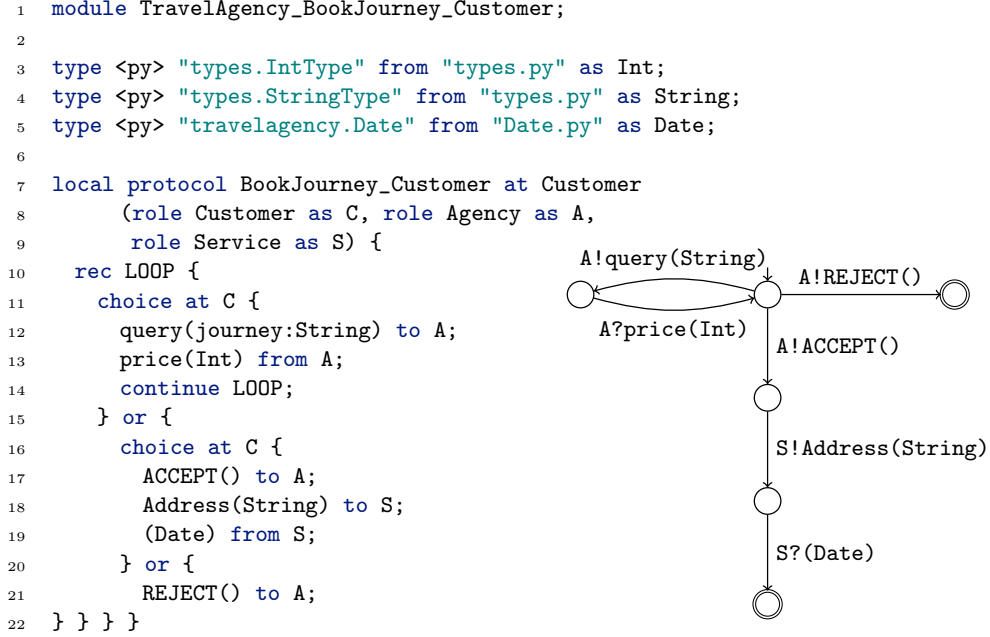 1 module TravelAgency_BookJourney_Customer;
2
3 type <py> "types.IntType" from "types.py" as Int;
4 type <py> "types.StringType" from "types.py" as String;
5 type <py> "travelagency.Date" from "Date.py" as Date;
6
7 local protocol BookJourney_Customer at Customer
8 (role Customer as C, role Agency as A,
9 role Service as S) {
10 rec LOOP {
11 choice at C {
12 query(journey:String) to A;
13 price(Int) from A;
14 continue LOOP;
15 } or {
16 choice at C {
17 ACCEPT() to A;
18 Address(String) to S;
19 (Date) from S;
20 } or {
21 REJECT() to A;
22 } } } }
A!query(String)
A!REJECT()
A?price(Int)
A!ACCEPT()
S!Address(String)
S?(Date)